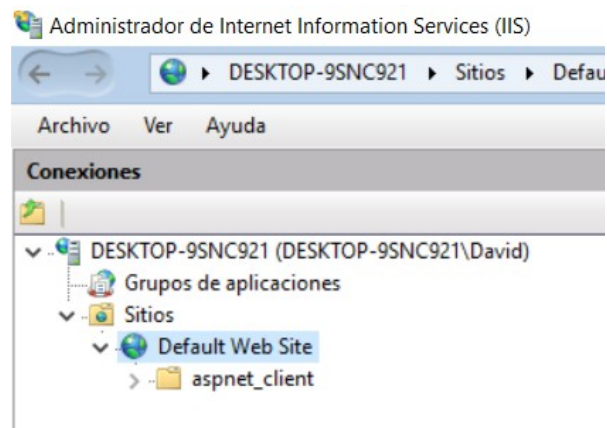 Administrador de Internet Information Services (IIS)
DESKTOP-9SNC921 Sitios Defau
Archivo Ver Ayuda
Conexiones
DESKTOP-9SNC921 (DESKTOP-9SNC921\David)
Grupos de aplicaciones
Sitios
Default Web Site
aspnet_client